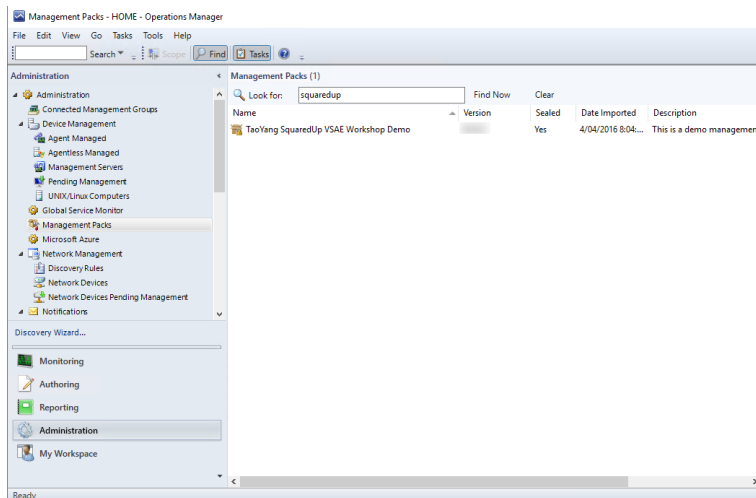 Management Packs - HOME - Operations Manager
File Edit View Go Tasks Tools Help
Search Scope Find Tasks
Administration
Administration
Connected Management Groups
Device Management
Agent Managed
Agentless Managed
Management Servers
Pending Management
UNIX/Linux Computers
Global Service Monitor
Management Packs
Microsoft Azure
Network Management
Discovery Rules
Network Devices
Network Devices Pending Management
Notifications
Discovery Wizard...
Monitoring
Authoring
Reporting
Administration
My Workspace
Management Packs (1)
Look for: squaredup Find Now Clear
Name Version Sealed Date Imported Description
TaoYang SquaredUp VSAE Workshop Demo Yes 4/04/2016 8:04:... This is a demo managemen
Ready